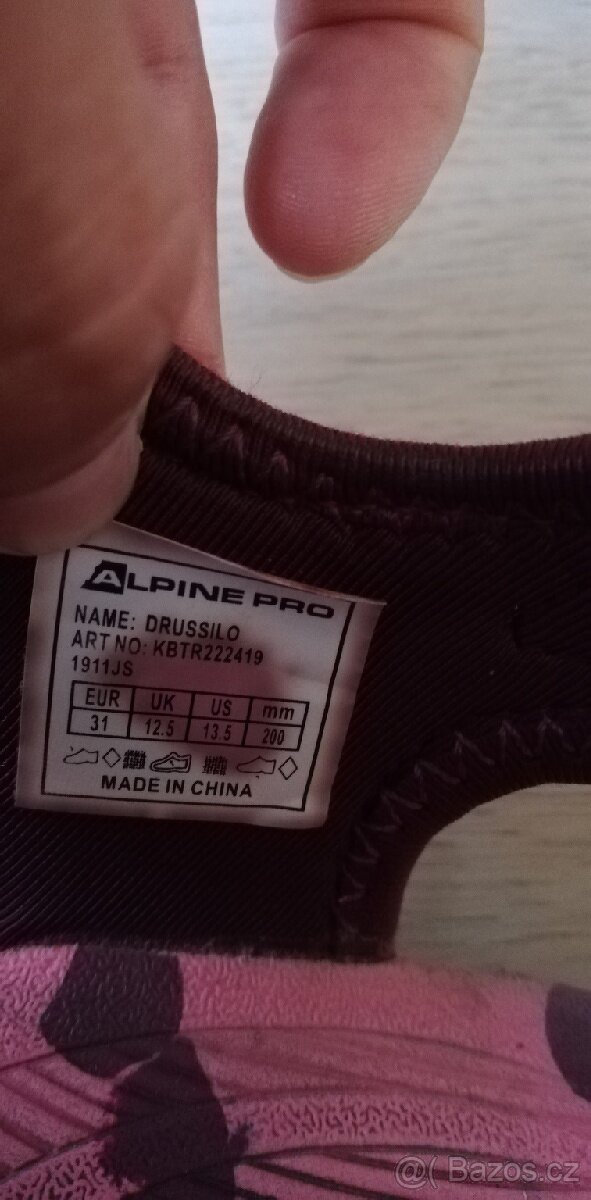 ALPINE PRO
NAME: DRUSSILO
ART NO: KBTR222419
1911JS
EUR UK US mm
31 12.5 13.5 200
MADE IN CHINA
@( Bazos.cz